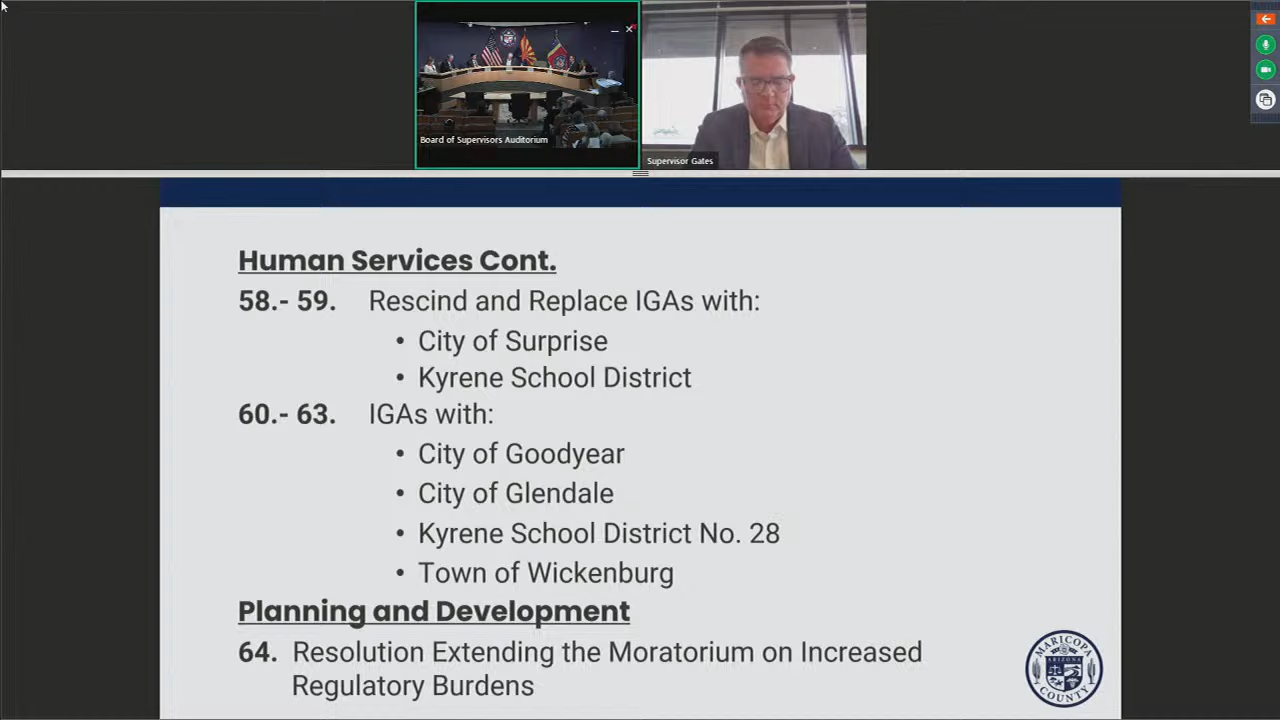 Board of Supervisors Auditorium
Supervisor Gates
Human Services Cont.
58.- 59. Rescind and Replace IGAs with:
• City of Surprise
• Kyrene School District
60.- 63. IGAs with:
• City of Goodyear
• City of Glendale
• Kyrene School District No. 28
• Town of Wickenburg
Planning and Development
64. Resolution Extending the Moratorium on Increased
Regulatory Burdens
MARICOPA
ARIZONA
COUNTY